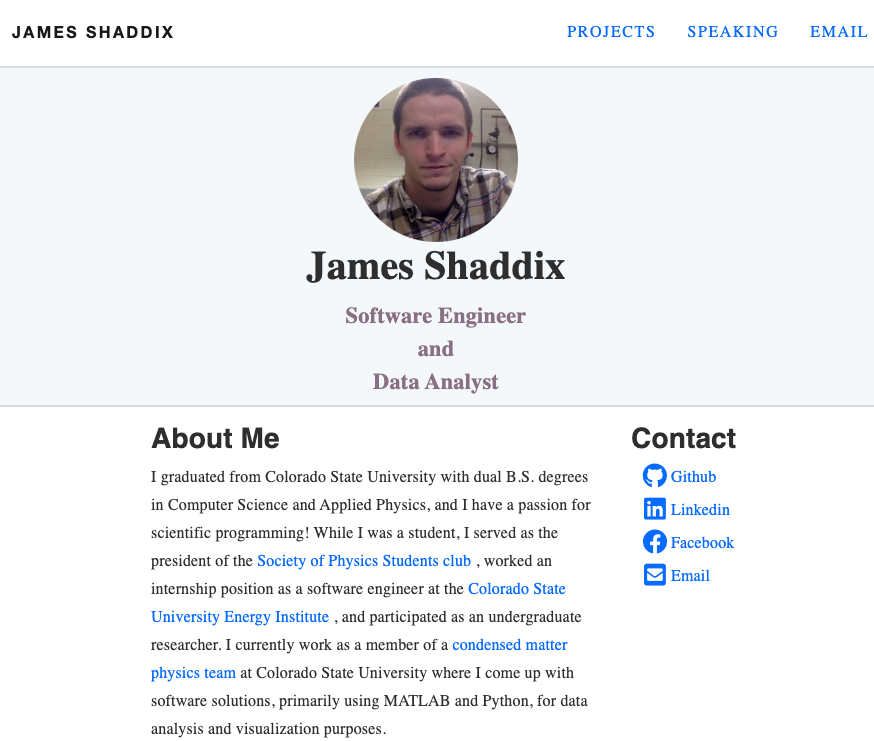 JAMES SHADDIX
PROJECTS SPEAKING EMAIL
James Shaddix
Software Engineer
and
Data Analyst
About Me
I graduated from Colorado State University with dual B.S. degrees
in Computer Science and Applied Physics, and I have a passion for
scientific programming! While I was a student, I served as the
president of the Society of Physics Students club , worked an
internship position as a software engineer at the Colorado State
University Energy Institute , and participated as an undergraduate
researcher. I currently work as a member of a condensed matter
physics team at Colorado State University where I come up with
software solutions, primarily using MATLAB and Python, for data
analysis and visualization purposes.
Contact
Github
Linkedin
Facebook
Email